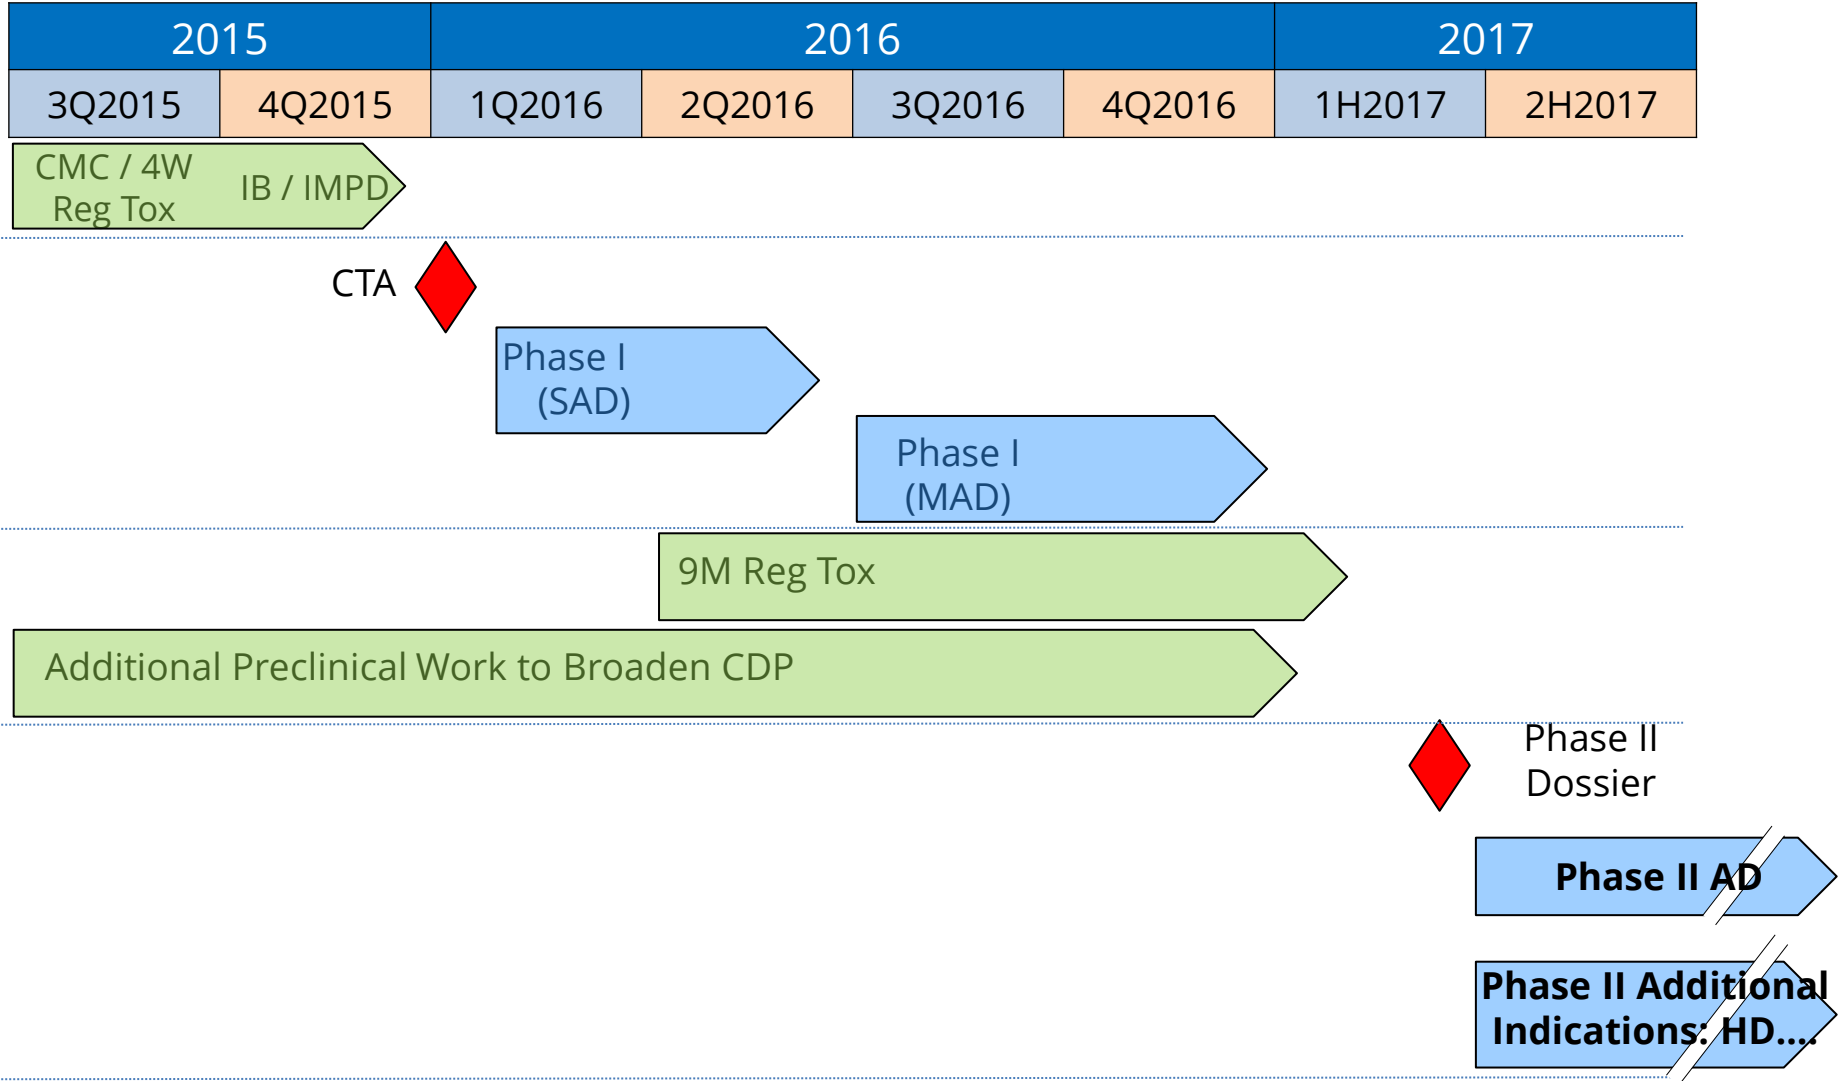 2015 2016 2017
3Q2015 4Q2015 1Q2016 2Q2016 3Q2016 4Q2016 1H2017 2H2017
CMC / 4W
Reg Tox
IB / IMPD
CTA
Phase I
(SAD)
Phase I
(MAD)
9M Reg Tox
Additional Preclinical Work to Broaden CDP
Phase II
Dossier
Phase II AD
Phase II Additional
Indications: HD....